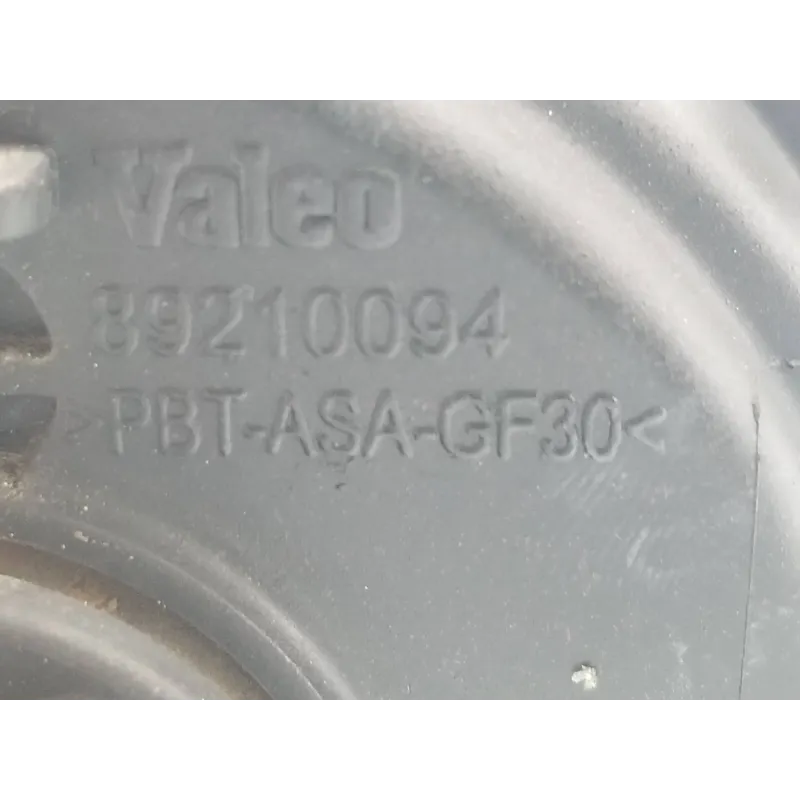 Valeo
89210094
>PBT-ASA-GF30<